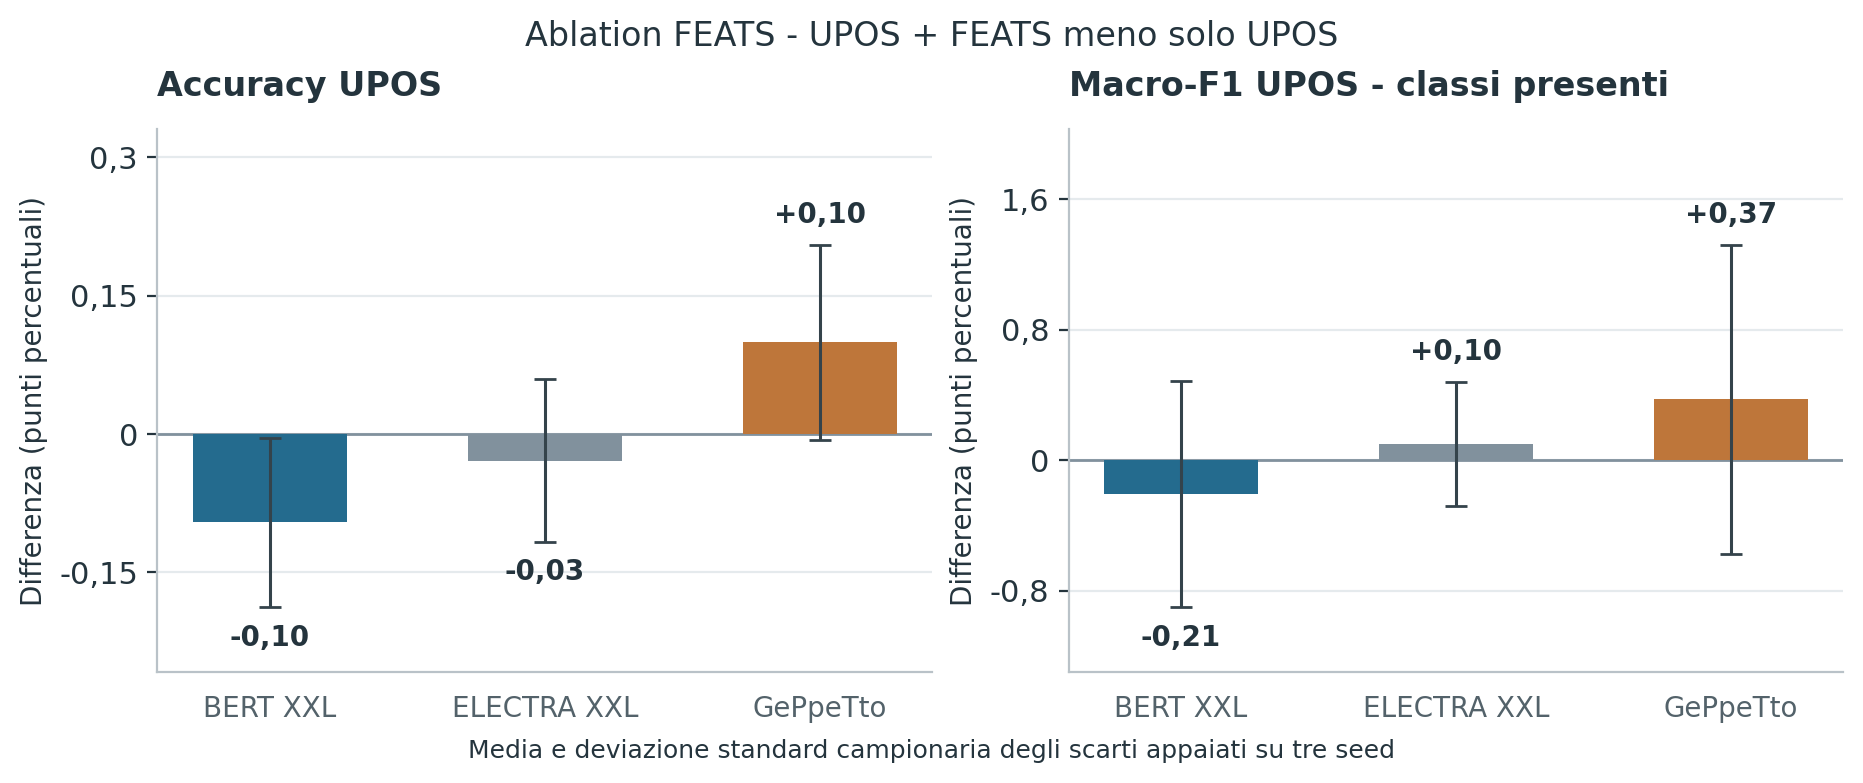 Ablation FEATS - UPOS + FEATS meno solo UPOS
Accuracy UPOS
Differenza (punti percentuali)
0,3
0,15
0
-0,15
-0,10
-0,03
+0,10
BERT XXL
ELECTRA XXL
GePpeTto
Macro-F1 UPOS - classi presenti
Differenza (punti percentuali)
1,6
0,8
0
-0,8
-0,21
+0,10
+0,37
BERT XXL
ELECTRA XXL
GePpeTto
Media e deviazione standard campionaria degli scarti appaiati su tre seed